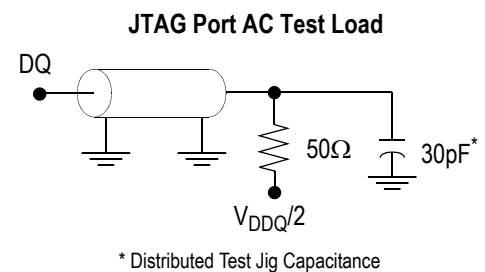 JTAG Port AC Test Load
DQ
50Ω
30pF*
VDDQ/2
* Distributed Test Jig Capacitance